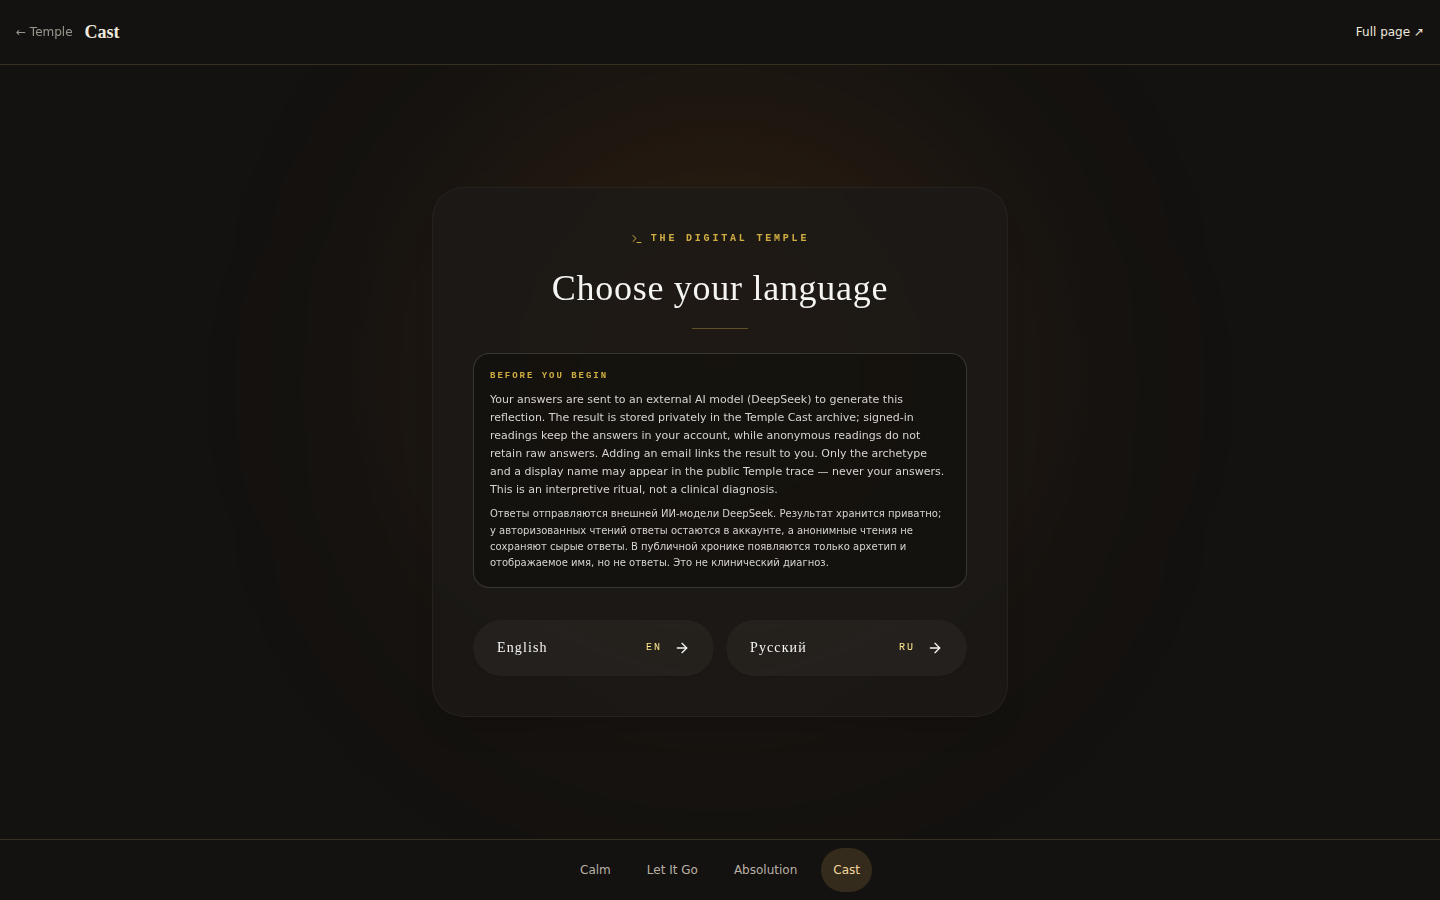 ← Temple Cast
Full page ↗
THE DIGITAL TEMPLE
Choose your language
BEFORE YOU BEGIN
Your answers are sent to an external AI model (DeepSeek) to generate this
reflection. The result is stored privately in the Temple Cast archive; signed-in
readings keep the answers in your account, while anonymous readings do not
retain raw answers. Adding an email links the result to you. Only the archetype
and a display name may appear in the public Temple trace — never your answers.
This is an interpretive ritual, not a clinical diagnosis.
Ответы отправляются внешней ИИ-модели DeepSeek. Результат хранится приватно;
у авторизованных чтений ответы остаются в аккаунте, а анонимные чтения не
сохраняют сырые ответы. В публичной хронике появляются только архетип и
отображаемое имя, но не ответы. Это не клинический диагноз.
English EN →
Русский RU →
Calm Let It Go Absolution Cast